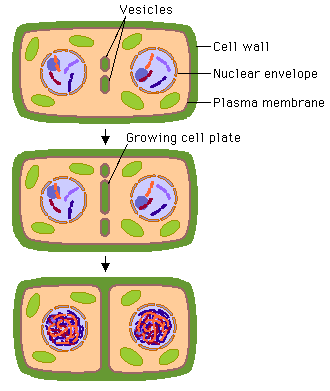 Vesicles
Cell wall
Nuclear envelope
Plasma membrane
Growing cell plate